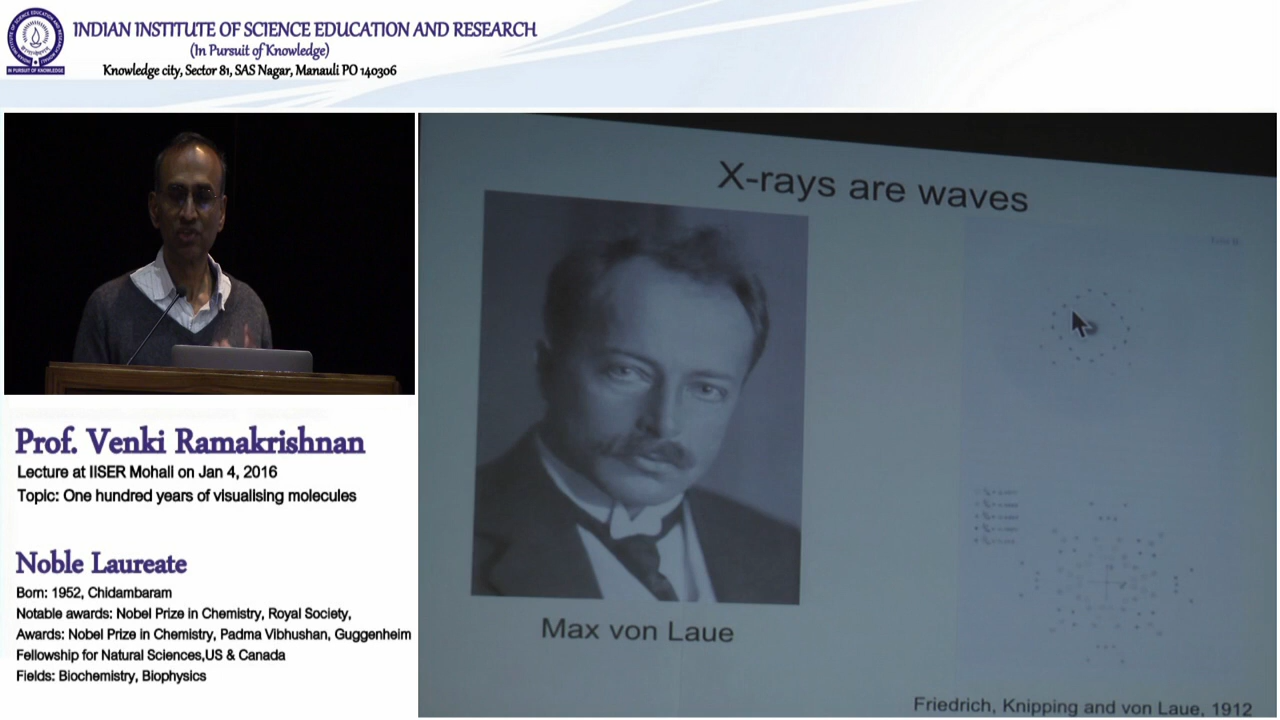 INDIAN INSTITUTE OF SCIENCE EDUCATION AND RESEARCH
(In Pursuit of Knowledge)
Knowledge city, Sector 81, SAS Nagar, Manauli PO 140306
IN PURSUIT OF KNOWLEDGE
X-rays are waves
Max von Laue
Friedrich, Knipping and von Laue, 1912
Prof. Venki Ramakrishnan
Lecture at IISER Mohali on Jan 4, 2016
Topic: One hundred years of visualising molecules
Noble Laureate
Born: 1952, Chidambaram
Notable awards: Nobel Prize in Chemistry, Royal Society,
Awards: Nobel Prize in Chemistry, Padma Vibhushan, Guggenheim
Fellowship for Natural Sciences,US & Canada
Fields: Biochemistry, Biophysics